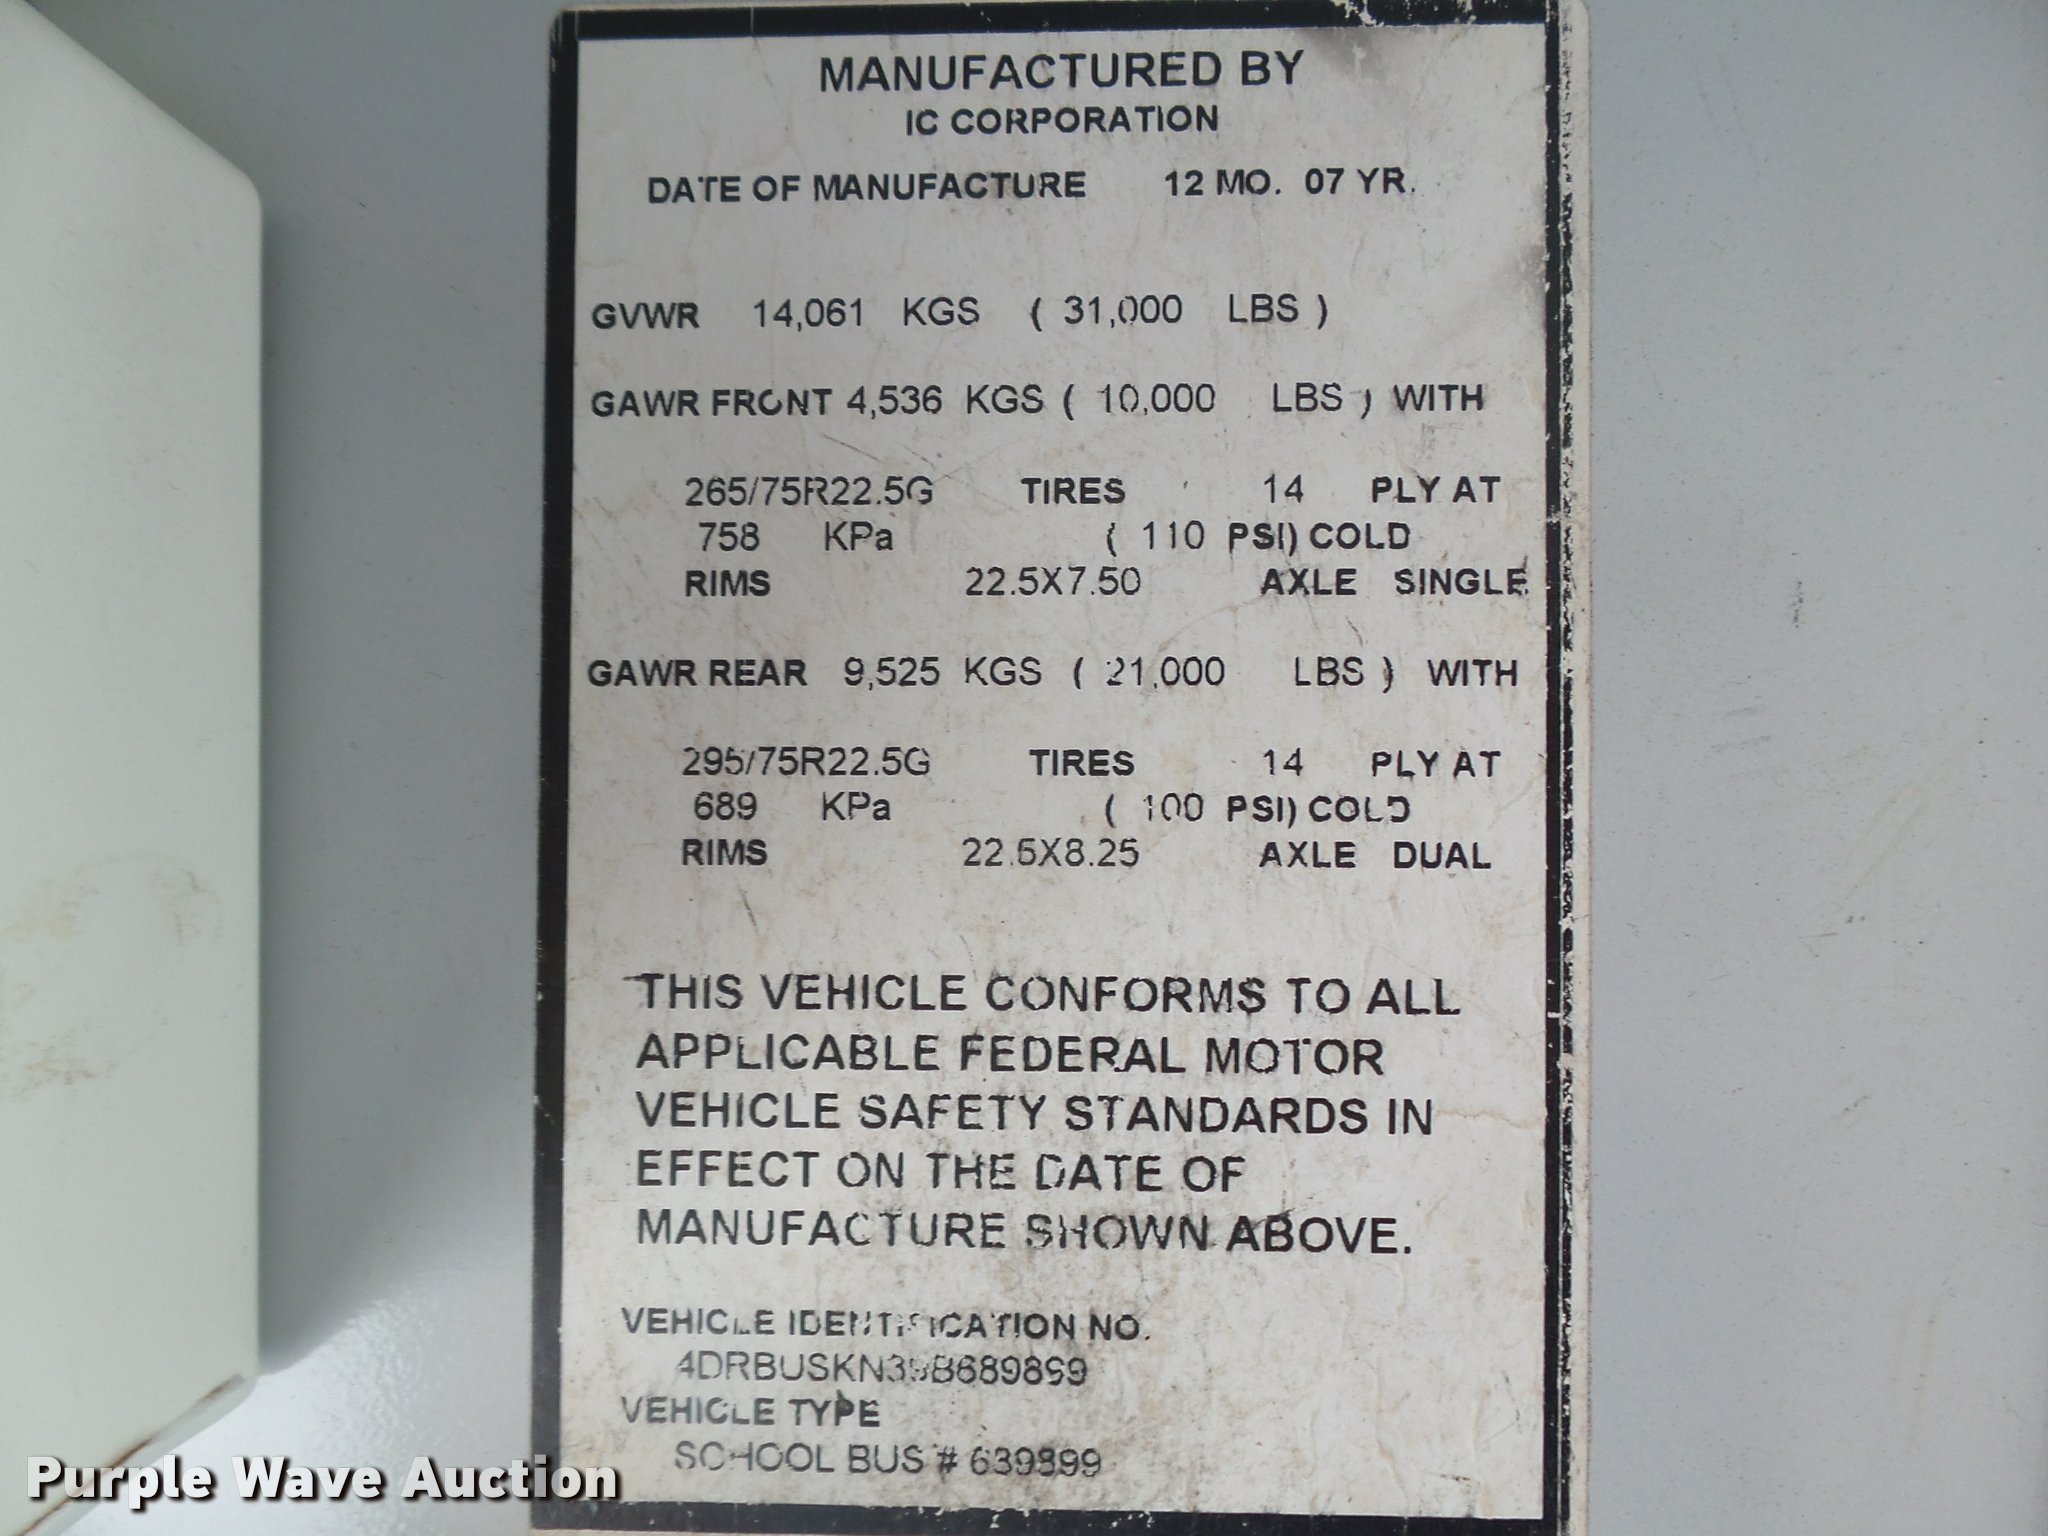 MANUFACTURED BY
IC CORPORATION
DATE OF MANUFACTURE 12 MO. 07 YR.
GVWR 14,061 KGS ( 31,000 LBS )
GAWR FRONT 4,536 KGS ( 10,000 LBS ) WITH
265/75R22.5G TIRES 14 PLY AT
758 KPa ( 110 PSI) COLD
RIMS 22.5X7.50 AXLE SINGLE
GAWR REAR 9,525 KGS ( 21,000 LBS ) WITH
295/75R22.5G TIRES 14 PLY AT
689 KPa ( 100 PSI) COLD
RIMS 22.5X8.25 AXLE DUAL
THIS VEHICLE CONFORMS TO ALL
APPLICABLE FEDERAL MOTOR
VEHICLE SAFETY STANDARDS IN
EFFECT ON THE DATE OF
MANUFACTURE SHOWN ABOVE.
VEHICLE IDENTIFICATION NO.
VEHICLE TYPE
SCHOOL BUS #
Purple Wave Auction